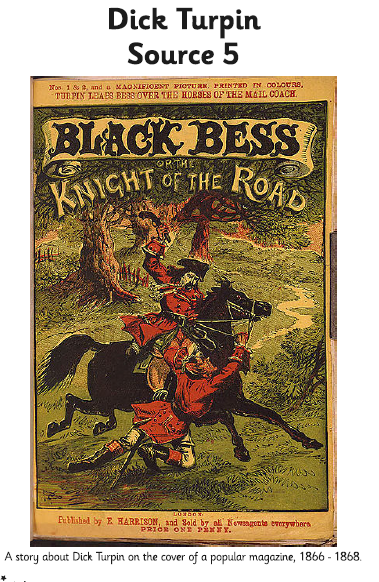 Dick Turpin
Source 5
Nos. 1 & 2, and a MAGNIFICENT PICTURE, PRINTED IN COLOURS,
TURPIN LEAPS BESS OVER THE HORSES OF THE MAIL COACH.
BLACK BESS
OR THE
KNIGHT OF THE ROAD
LONDON:
Published by E. HARRISON, and Sold by all Newsagents everywhere
PRICE ONE PENNY.
A story about Dick Turpin on the cover of a popular magazine, 1866 - 1868.
*